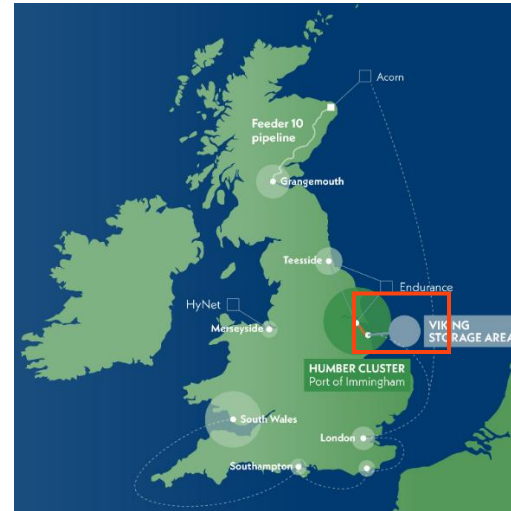 Acorn
Feeder 10
pipeline
Grangemouth
Teesside
Endurance
HyNet
Merseyside
VIKING
STORAGE AREA
HUMBER CLUSTER
Port of Immingham
South Wales
London
Southampton